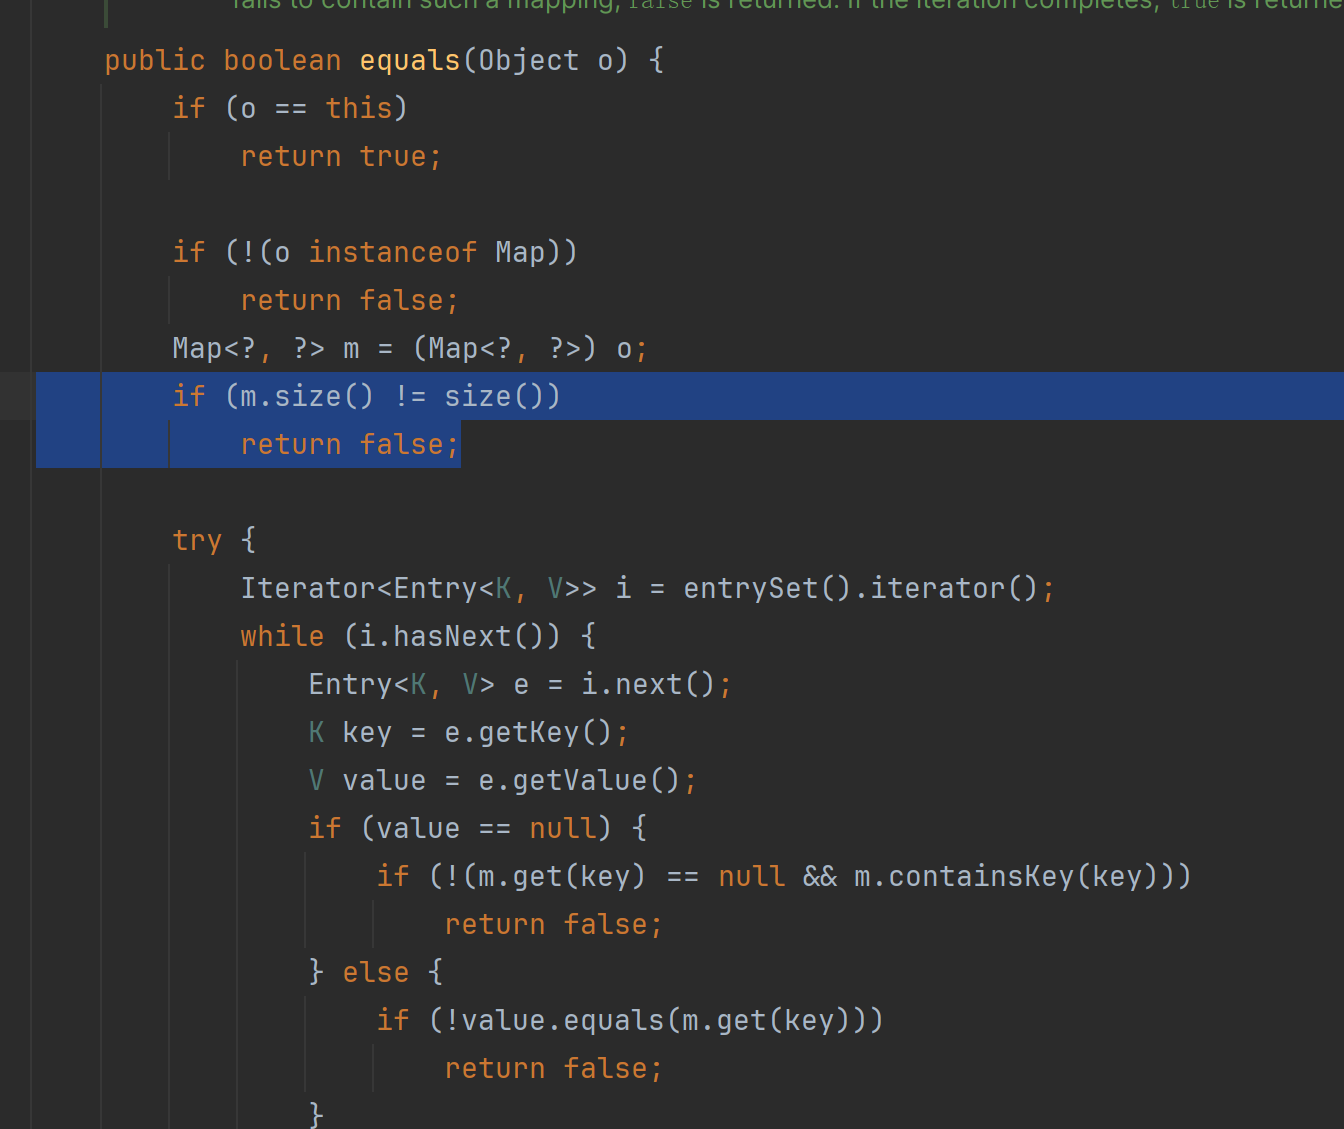 fails to contain such a mapping, false is returned. If the iteration completes, true is returne
public boolean equals(Object o) {
if (o == this)
return true;
if (!(o instanceof Map))
return false;
Map<?, ?> m = (Map<?, ?>) o;
if (m.size() != size())
return false;
try {
Iterator<Entry<K, V>> i = entrySet().iterator();
while (i.hasNext()) {
Entry<K, V> e = i.next();
K key = e.getKey();
V value = e.getValue();
if (value == null) {
if (!(m.get(key) == null && m.containsKey(key)))
return false;
} else {
if (!value.equals(m.get(key)))
return false;
}